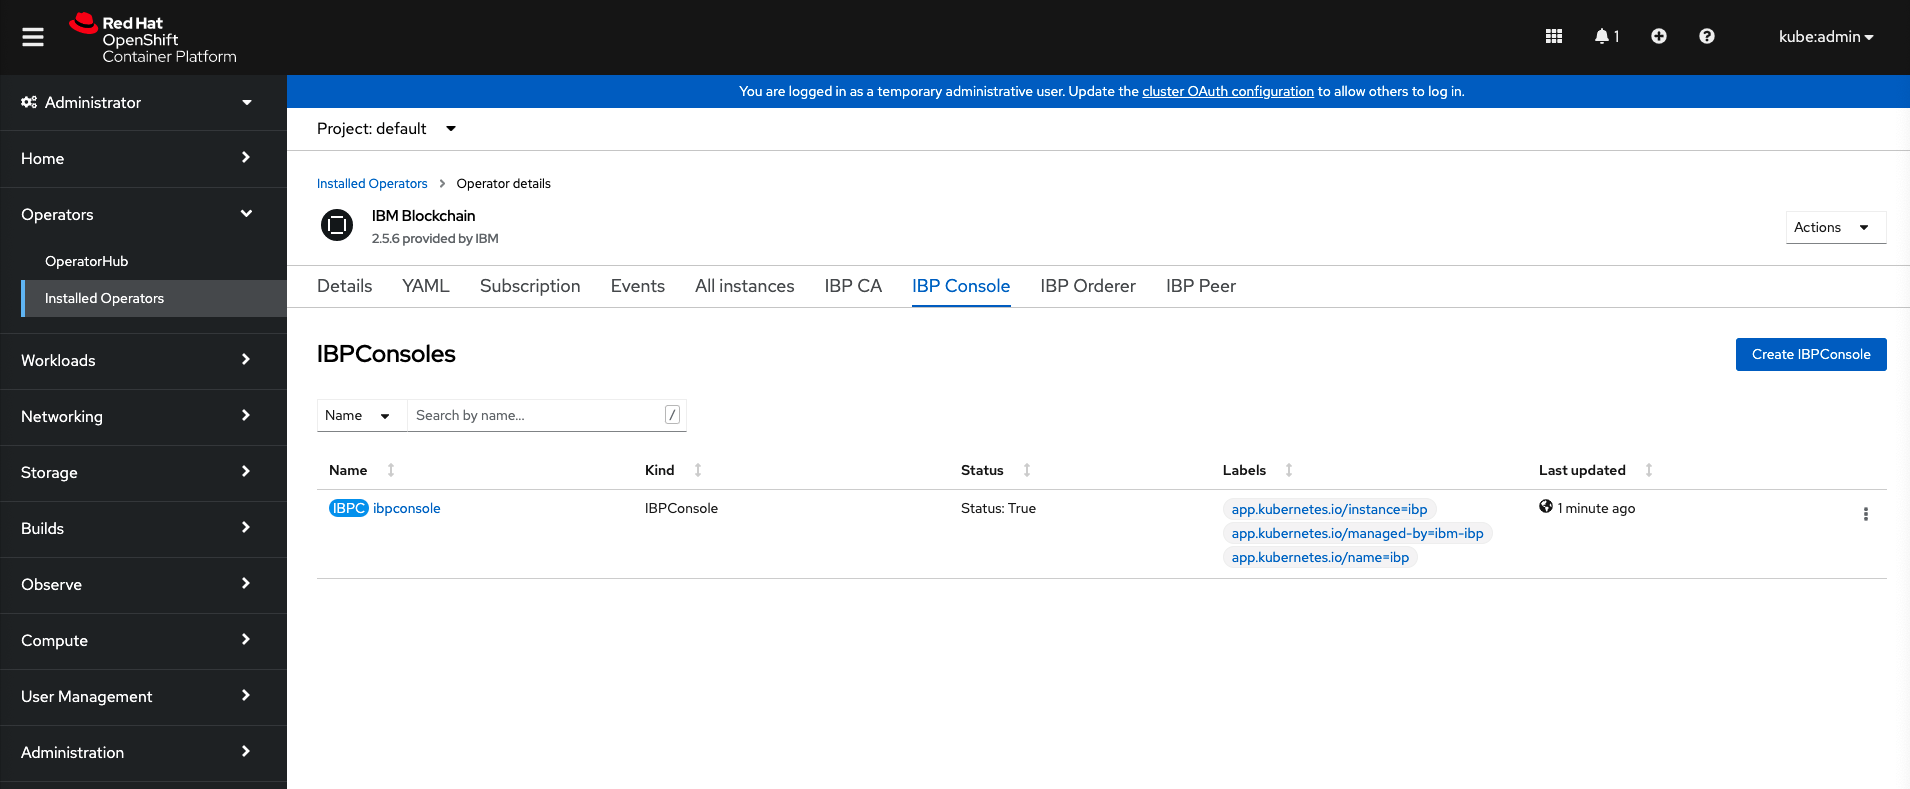 Red Hat
OpenShift
Container Platform
1
kube:admin
Administrator
Home
Operators
OperatorHub
Installed Operators
Workloads
Networking
Storage
Builds
Observe
Compute
User Management
Administration
You are logged in as a temporary administrative user. Update the cluster OAuth configuration to allow others to log in.
Project: default
Installed Operators > Operator details
IBM Blockchain
2.5.6 provided by IBM
Actions
Details YAML Subscription Events All instances IBP CA IBP Console IBP Orderer IBP Peer
IBPConsoles
Create IBPConsole
Name Search by name... /
Name Kind Status Labels Last updated
IBPC ibpconsole IBPConsole Status: True app.kubernetes.io/instance=ibp 1 minute ago
app.kubernetes.io/managed-by=ibm-ibp
app.kubernetes.io/name=ibp